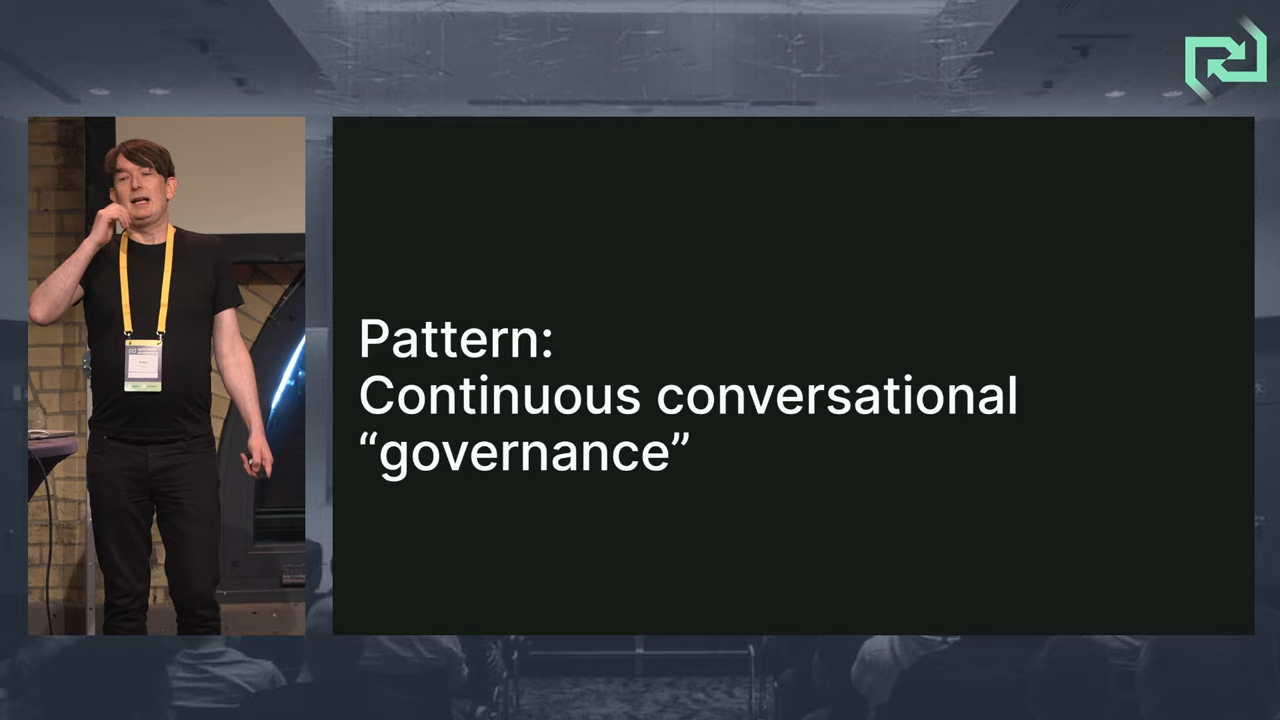 Pattern:
Continuous conversational
“governance”